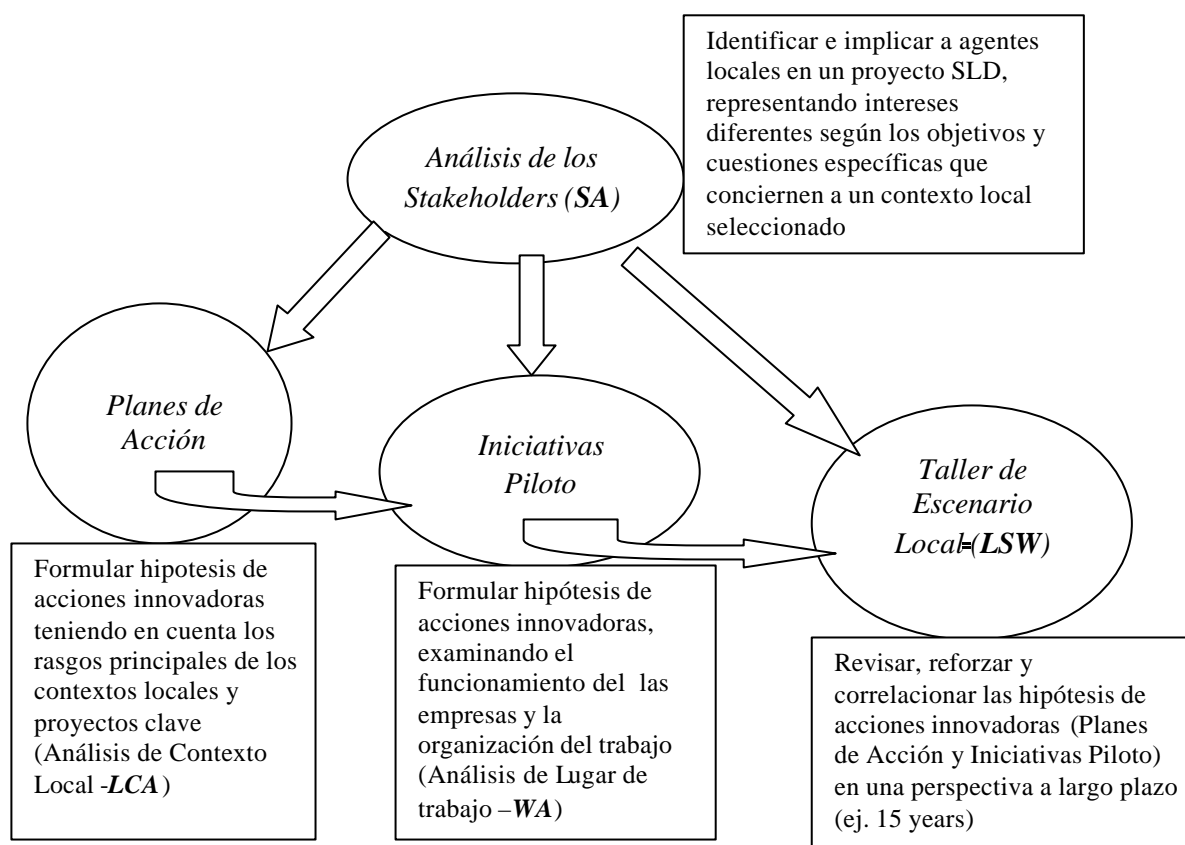 Identificar e implicar a agentes
locales en un proyecto SLD,
representando intereses
diferentes según los objetivos y
cuestiones específicas que
conciernen a un contexto local
seleccionado
Análisis de los
Stakeholders (SA)
Planes de
Acción
Iniciativas
Piloto
Taller de
Escenario
Local (LSW)
Formular hipotesis de
acciones innovadoras
teniendo en cuenta los
rasgos principales de los
contextos locales y
proyectos clave
(Análisis de Contexto
Local -LCA)
Formular hipótesis de
acciones innovadoras,
examinando el
funcionamiento del las
empresas y la
organización del trabajo
(Análisis de Lugar de
trabajo –WA)
Revisar, reforzar y
correlacionar las hipótesis de
acciones innovadoras (Planes
de Acción y Iniciativas Piloto)
en una perspectiva a largo plazo
(ej. 15 years)